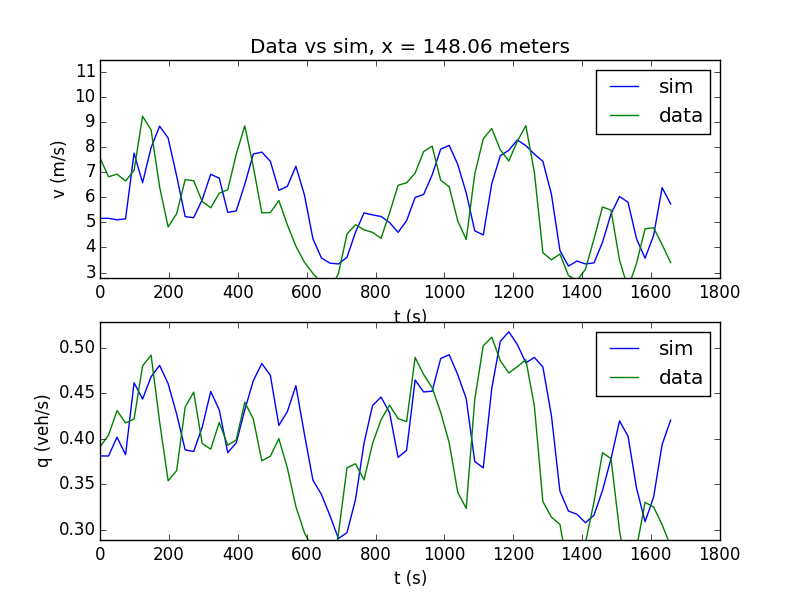 Data vs sim, x = 148.06 meters
v (m/s)
11
10
9
8
7
6
5
4
3
sim
data
0 200 400 600 800 1000 1200 1400 1600 1800
t (s)
q (veh/s)
0.50
0.45
0.40
0.35
0.30
sim
data
0 200 400 600 800 1000 1200 1400 1600 1800
t (s)